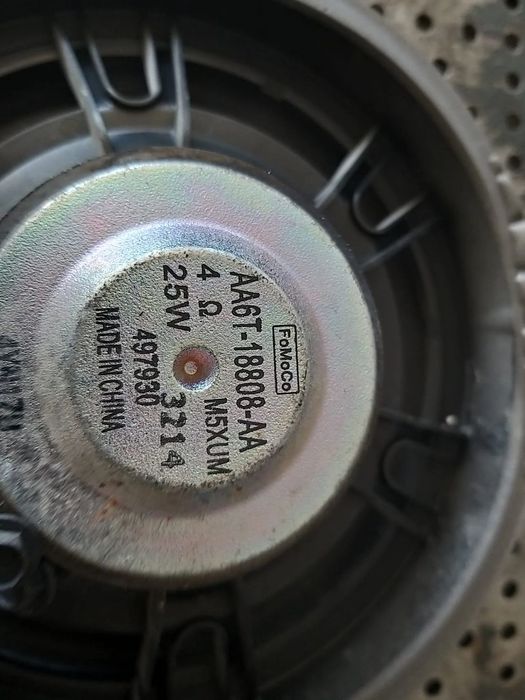 FoMoCo
AA6T-18808-AA
4 Ω M5XUM
25W 3214
497930
MADE IN CHINA